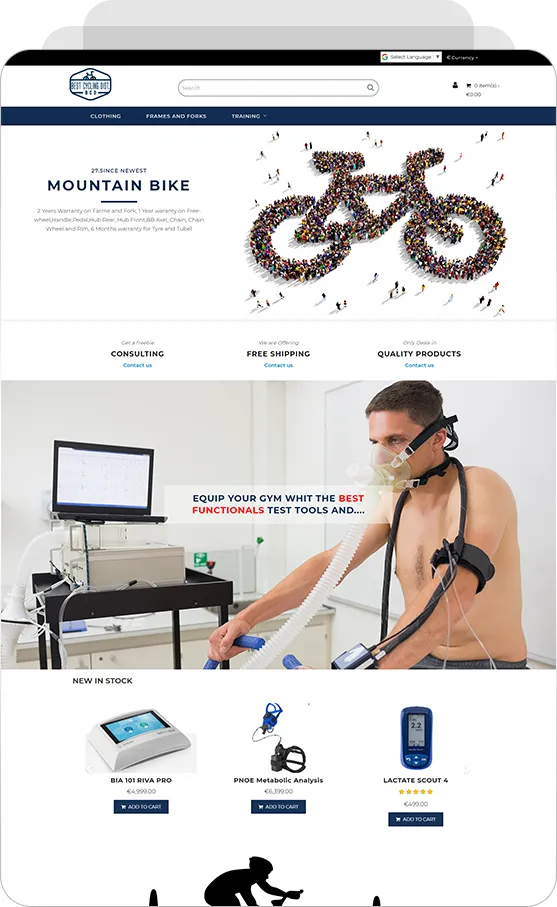 Select Language ▼
€ Currency
BEST CYCLING DIST.
BCD
Search
0 item(s) -
€0.00
CLOTHING FRAMES AND FORKS TRAINING
27.5INCE NEWEST
MOUNTAIN BIKE
2 Years Warranty on Farme and Fork, 1 Year waranty on Free-
wheel,Handle,Pedal,Hub Rear, Hub Front,BB Axel, Chain, Chain
Wheel and Rim, 6 Months warranty for Tyre and Tube!!
Get a freebie We are Offering Only Deals in
CONSULTING FREE SHIPPING QUALITY PRODUCTS
Contact us Contact us Contact us
EQUIP YOUR GYM WHIT THE BEST
FUNCTIONALS TEST TOOLS AND....
NEW IN STOCK
2.2
BIA 101 RIVA PRO PNOE Metabolic Analysis LACTATE SCOUT 4
€4,999.00 €6,399.00 €499.00
ADD TO CART ADD TO CART ADD TO CART